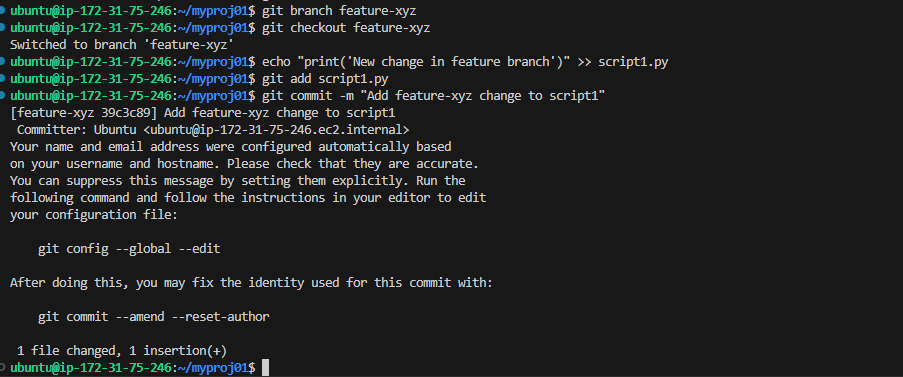 ubuntu@ip-172-31-75-246:~/myproj01$ git branch feature-xyz
ubuntu@ip-172-31-75-246:~/myproj01$ git checkout feature-xyz
Switched to branch 'feature-xyz'
ubuntu@ip-172-31-75-246:~/myproj01$ echo "print('New change in feature branch')" >> script1.py
ubuntu@ip-172-31-75-246:~/myproj01$ git add script1.py
ubuntu@ip-172-31-75-246:~/myproj01$ git commit -m "Add feature-xyz change to script1"
[feature-xyz 39c3c89] Add feature-xyz change to script1
 Committer: Ubuntu <ubuntu@ip-172-31-75-246.ec2.internal>
Your name and email address were configured automatically based
on your username and hostname. Please check that they are accurate.
You can suppress this message by setting them explicitly. Run the
following command and follow the instructions in your editor to edit
your configuration file:

    git config --global --edit

After doing this, you may fix the identity used for this commit with:

    git commit --amend --reset-author

 1 file changed, 1 insertion(+)
ubuntu@ip-172-31-75-246:~/myproj01$